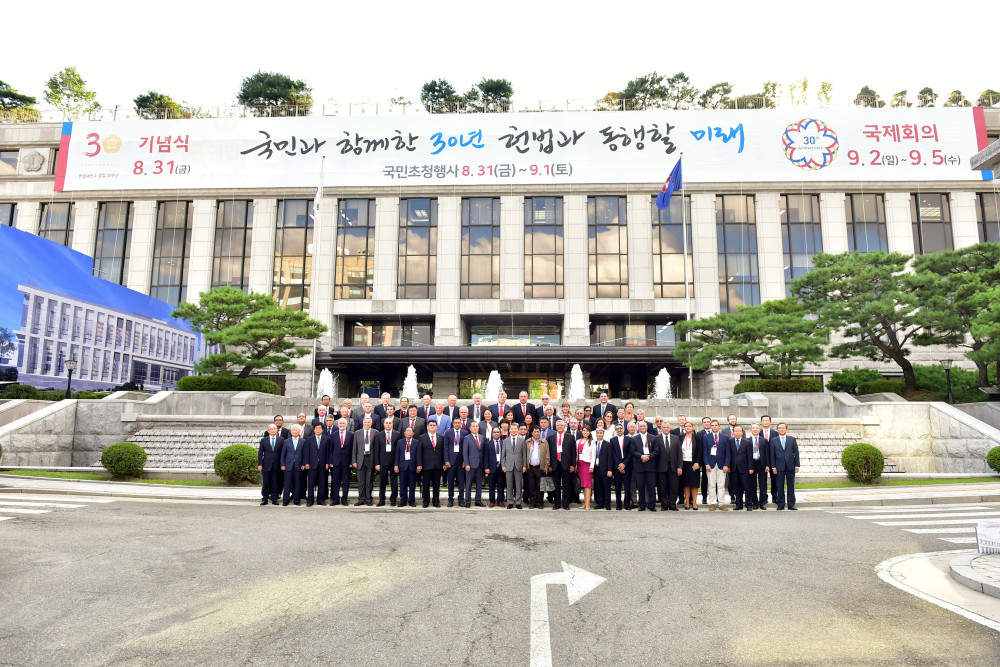 30 기념식
8. 31(금)
국민과 함께한 30년 헌법과 동행할 미래
국민초청행사 8. 31(금) ~ 9. 1(토)
30th
Anniversary
국제회의
9. 2(일) ~ 9. 5(수)